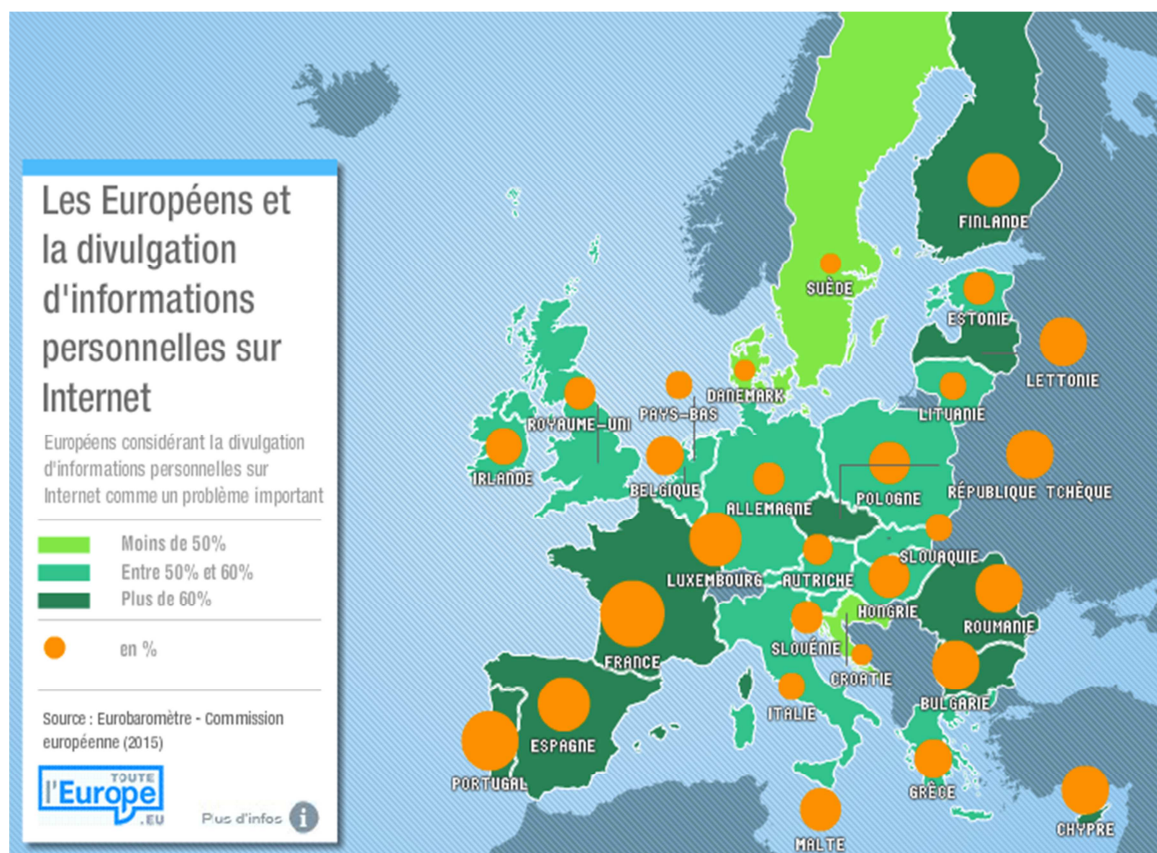 Les Européens et
la divulgation
d'informations
personnelles sur
Internet
Européens considérant la divulgation
d'informations personnelles sur
Internet comme un problème important
Moins de 50%
Entre 50% et 60%
Plus de 60%
en %
Source : Eurobaromètre - Commission
européenne (2015)
TOUTE
l'Europe
.EU
Plus d'infos i
FINLANDE
SUÈDE
ESTONIE
LETTONIE
DANEMARK
LITUANIE
PAYS-BAS
ROYAUME-UNI
IRLANDE
BELGIQUE
ALLEMAGNE
POLOGNE
RÉPUBLIQUE TCHÈQUE
SLOVAQUIE
LUXEMBOURG
AUTRICHE
HONGRIE
ROUMANIE
SLOVÉNIE
FRANCE
CROATIE
BULGARIE
ITALIE
ESPAGNE
PORTUGAL
GRÈCE
CHYPRE
MALTE